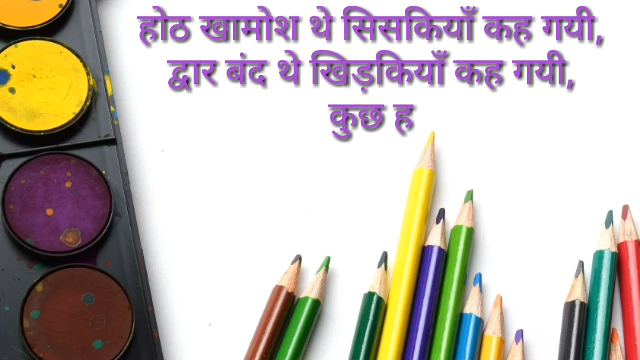 होठ खामोश थे सिसकियाँ कह गयी,
द्वार बंद थे खिड़कियाँ कह गयी,
कुछ ह